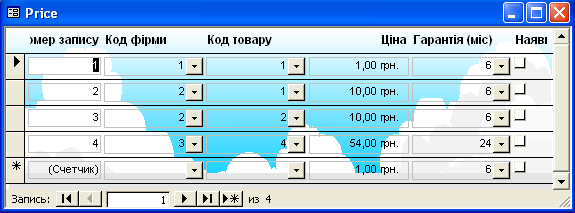 Price
мер запису Код фірми Код товару Ціна Гарантія (міс) Наявн
1 1 1 1,00 грн. 6
2 2 1 10,00 грн. 6
3 2 2 10,00 грн. 6
4 3 4 54,00 грн. 24
(Счетчик) 1,00 грн. 6
Запись: 1 из 4